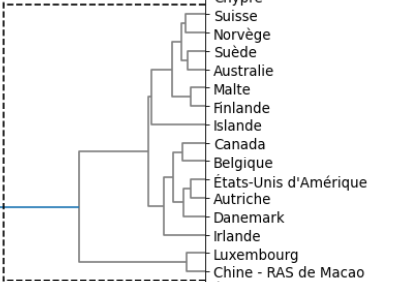 Chypre
Suisse
Norvège
Suède
Australie
Malte
Finlande
Islande
Canada
Belgique
États-Unis d'Amérique
Autriche
Danemark
Irlande
Luxembourg
Chine - RAS de Macao